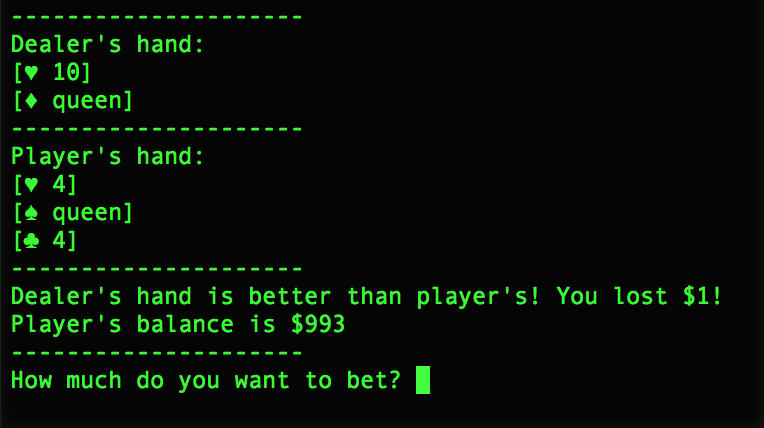 ---------------------
Dealer's hand:
[♥ 10]
[♦ queen]
---------------------
Player's hand:
[♥ 4]
[♠ queen]
[♣ 4]
---------------------
Dealer's hand is better than player's! You lost $1!
Player's balance is $993
---------------------
How much do you want to bet?